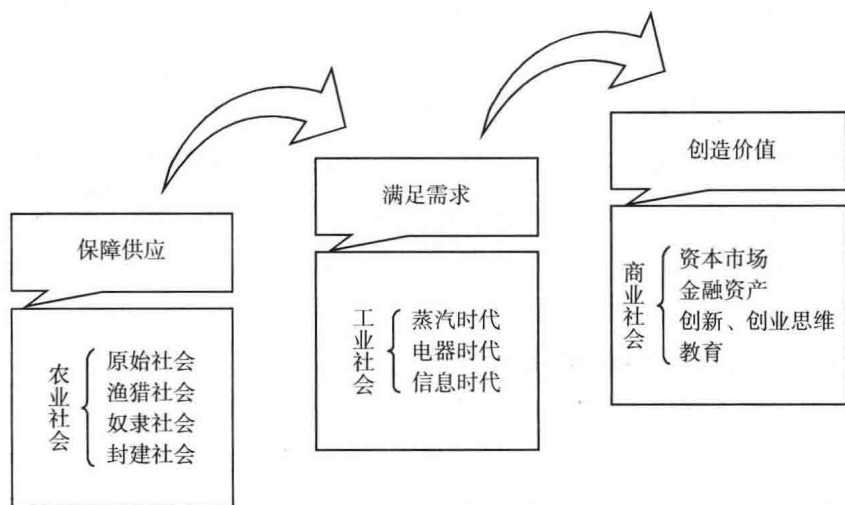 保障供应
农业社会
原始社会
渔猎社会
奴隶社会
封建社会
满足需求
工业社会
蒸汽时代
电器时代
信息时代
创造价值
商业社会
资本市场
金融资产
创新、创业思维
教育